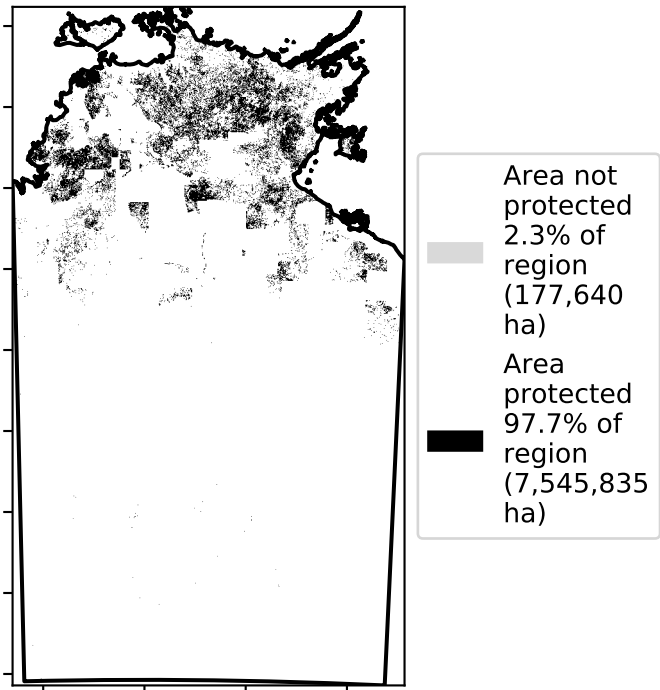 Area not
protected
2.3% of
region
(177,640
ha)
Area
protected
97.7% of
region
(7,545,835
ha)